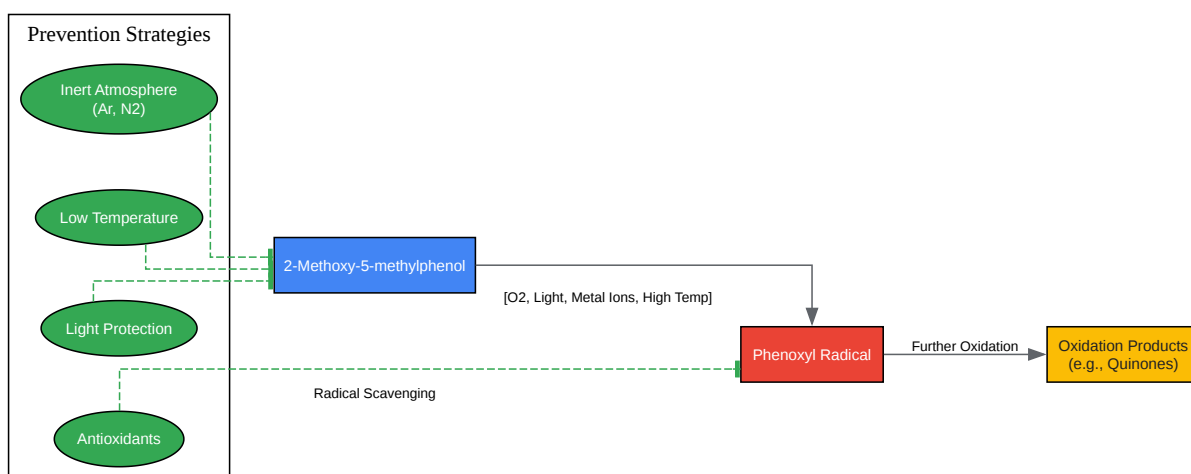 Prevention Strategies
Inert Atmosphere
(Ar, N2)
Low Temperature
2-Methoxy-5-methylphenol
[O2, Light, Metal Ions, High Temp]
Light Protection
Phenoxyl Radical
Further Oxidation
Oxidation Products
(e.g., Quinones)
Radical Scavenging
Antioxidants